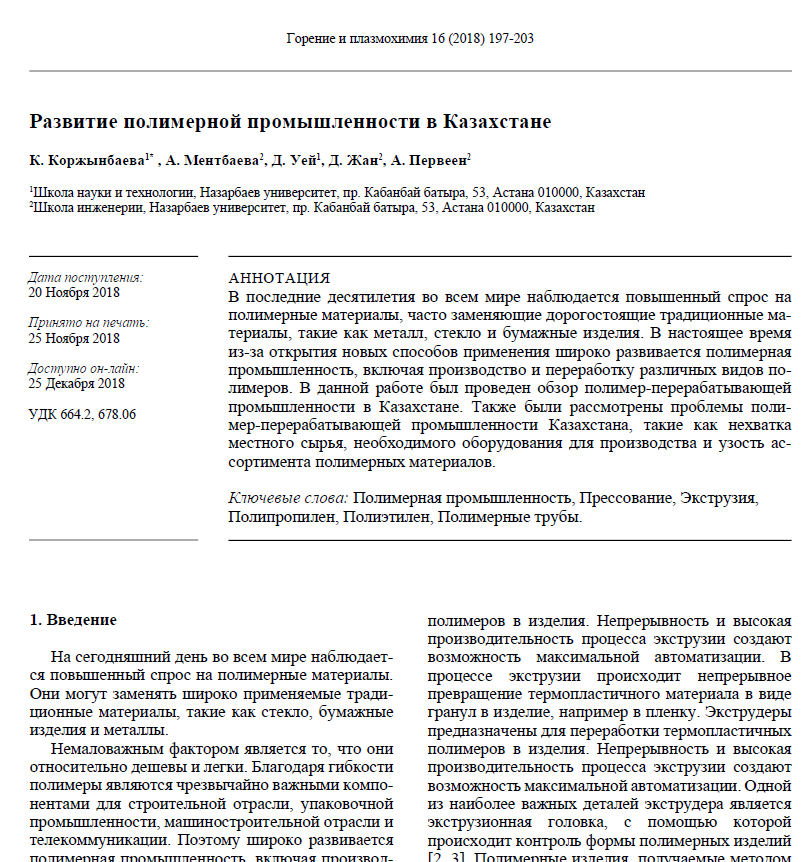 Горение и плазмохимия 16 (2018) 197-203
Развитие полимерной промышленности в Казахстане
К. Коржынбаева¹* , А. Ментбаева², Д. Уей¹, Д. Жан², А. Первеен²
¹Школа науки и технологии, Назарбаев университет, пр. Кабанбай батыра, 53, Астана 010000, Казахстан
²Школа инженерии, Назарбаев университет, пр. Кабанбай батыра, 53, Астана 010000, Казахстан
Дата поступления:
20 Ноября 2018
Принято на печать:
25 Ноября 2018
Доступно он-лайн:
25 Декабря 2018
УДК 664.2, 678.06
АННОТАЦИЯ
В последние десятилетия во всем мире наблюдается повышенный спрос на
полимерные материалы, часто заменяющие дорогостоящие традиционные ма-
териалы, такие как металл, стекло и бумажные изделия. В настоящее время
из-за открытия новых способов применения широко развивается полимерная
промышленность, включая производство и переработку различных видов по-
лимеров. В данной работе был проведен обзор полимер-перерабатывающей
промышленности в Казахстане. Также были рассмотрены проблемы поли-
мер-перерабатывающей промышленности Казахстана, такие как нехватка
местного сырья, необходимого оборудования для производства и узость ас-
сортимента полимерных материалов.
Ключевые слова: Полимерная промышленность, Прессование, Экструзия,
Полипропилен, Полиэтилен, Полимерные трубы.
1. Введение
На сегодняшний день во всем мире наблюдает-
ся повышенный спрос на полимерные материалы.
Они могут заменять широко применяемые тради-
ционные материалы, такие как стекло, бумажные
изделия и металлы.
Немаловажным фактором является то, что они
относительно дешевы и легки. Благодаря гибкости
полимеры являются чрезвычайно важными компо-
нентами для строительной отрасли, упаковочной
промышленности, машиностроительной отрасли и
телекоммуникации. Поэтому широко развивается
полимерная промышленность, включая производ-
полимеров в изделия. Непрерывность и высокая
производительность процесса экструзии создают
возможность максимальной автоматизации. В
процессе экструзии происходит непрерывное
превращение термопластичного материала в виде
гранул в изделие, например в пленку. Экструдеры
предназначены для переработки термопластичных
полимеров в изделия. Непрерывность и высокая
производительность процесса экструзии создают
возможность максимальной автоматизации. Одной
из наиболее важных деталей экструдера является
экструзионная головка, с помощью которой
происходит контроль формы полимерных изделий
[2, 3]. Полимерные изделия, получаемые методом